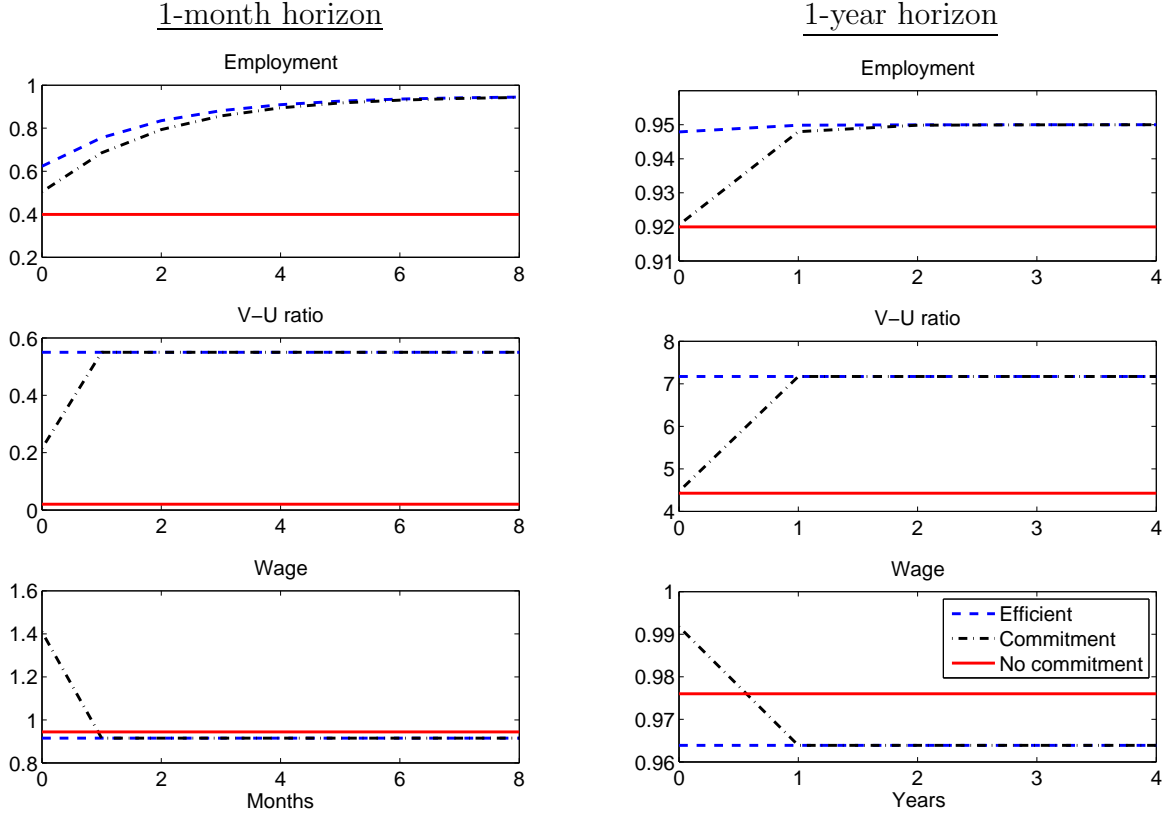 1-month horizon
Employment
1
0.8
0.6
0.4
0.2
0 2 4 6 8
V−U ratio
0.6
0.4
0.2
0
0 2 4 6 8
Wage
1.6
1.4
1.2
1
0.8
0 2 4 6 8
Months
1-year horizon
Employment
0.95
0.94
0.93
0.92
0.91
0 1 2 3 4
V−U ratio
8
7
6
5
4
0 1 2 3 4
Wage
1
0.99
0.98
0.97
0.96
Efficient
Commitment
No commitment
0 1 2 3 4
Years